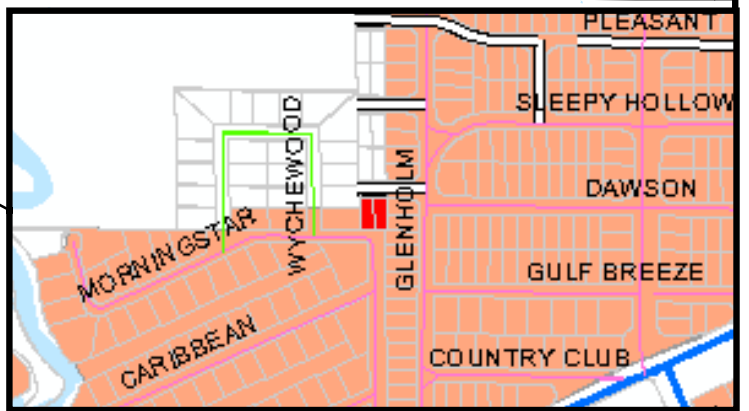 PLEASANT
SLEEPY HOLLOW
WYCHEWOOD
GLENHOLM
DAWSON
MORNINGSTAR
GULF BREEZE
CARIBBEAN
COUNTRY CLUB